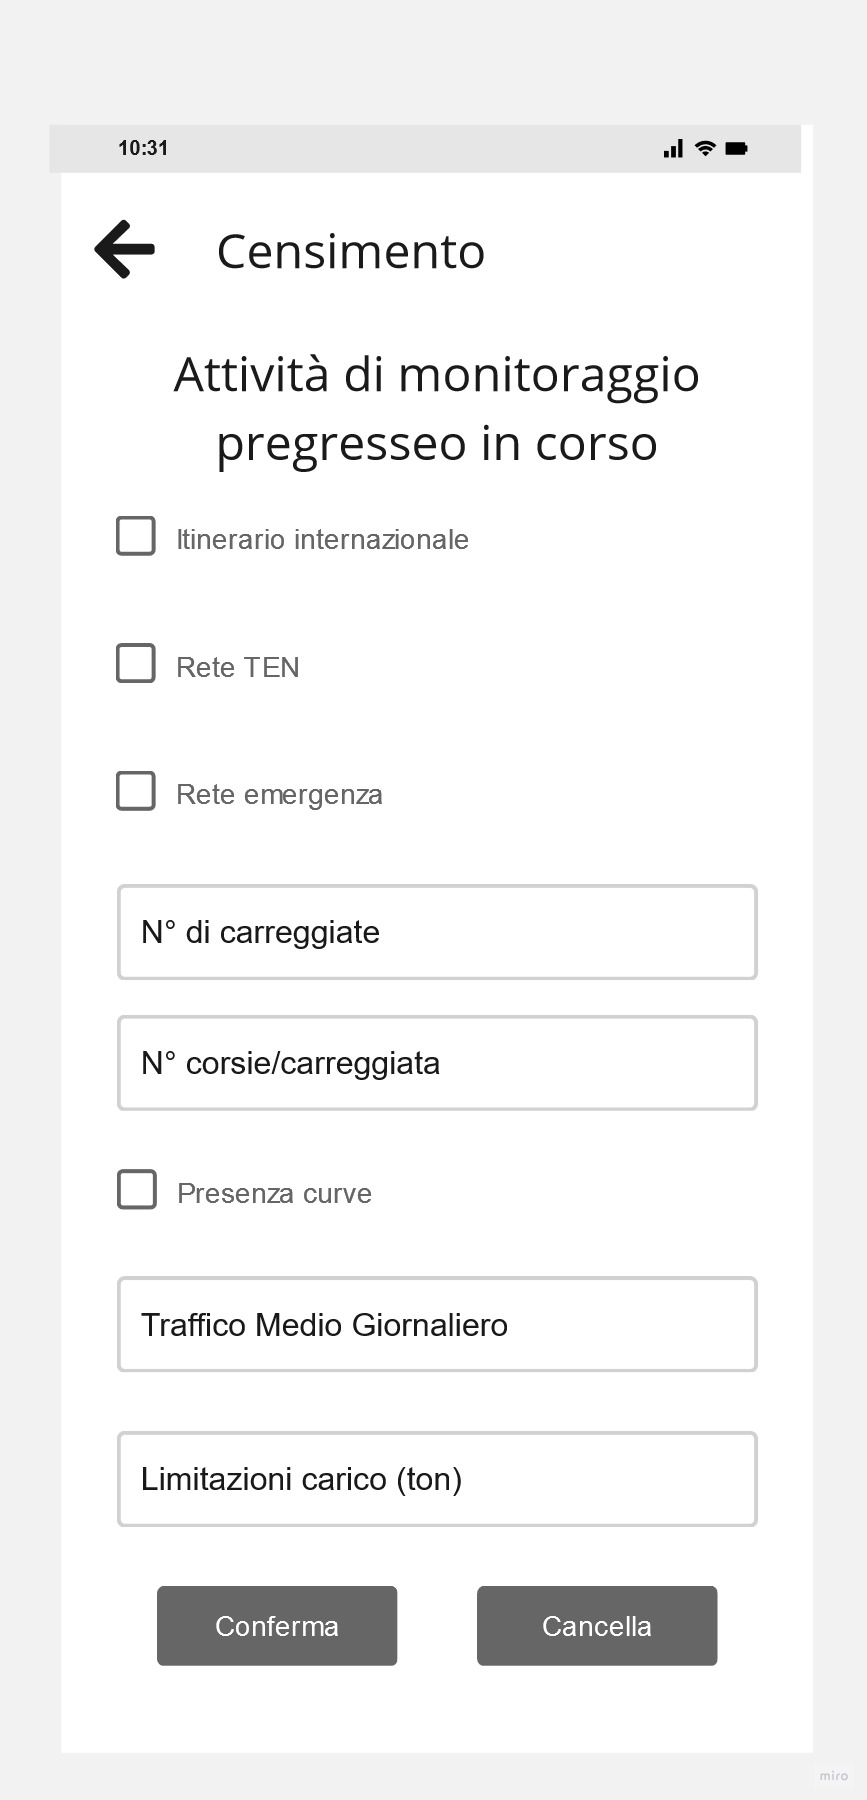 10:31
Censimento
Attività di monitoraggio
pregresseo in corso
Itinerario internazionale
Rete TEN
Rete emergenza
N° di carreggiate
N° corsie/carreggiata
Presenza curve
Traffico Medio Giornaliero
Limitazioni carico (ton)
Conferma Cancella
miro